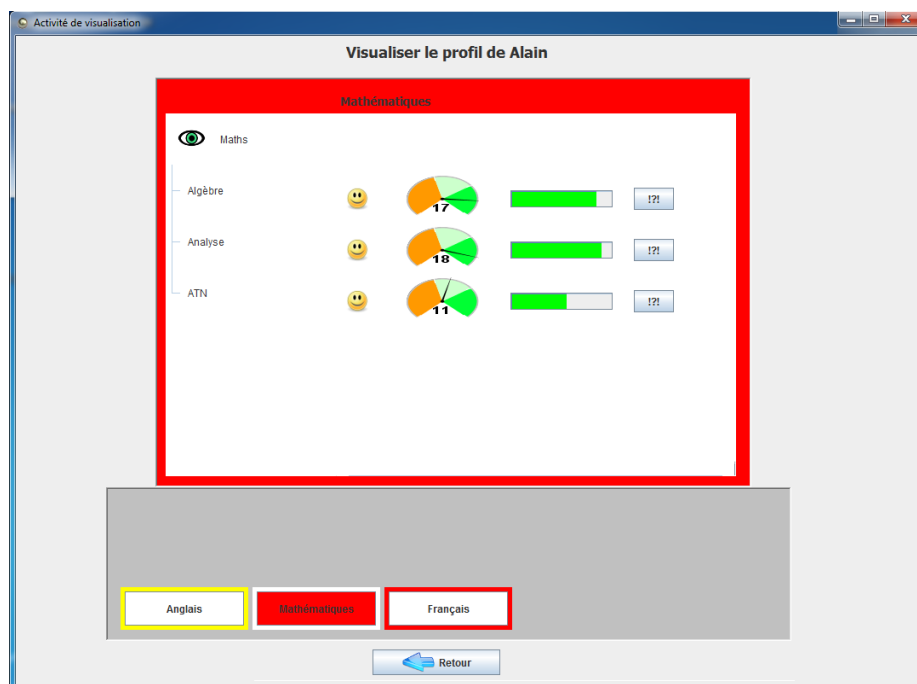 Activité de visualisation
Visualiser le profil de Alain
Mathématiques
Maths
Algèbre
17
!?!
Analyse
18
!?!
ATN
11
!?!
Anglais
Mathématiques
Français
Retour